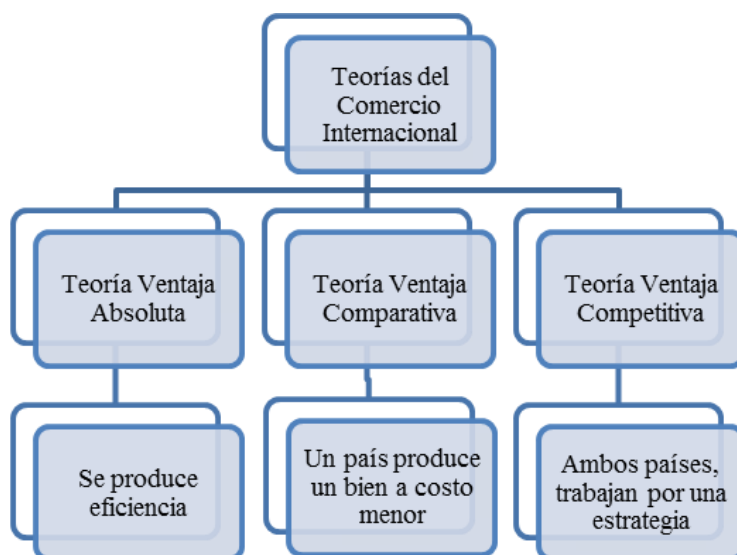 Teorías del
Comercio
Internacional
Teoría Ventaja
Absoluta
Teoría Ventaja
Comparativa
Teoría Ventaja
Competitiva
Se produce
eficiencia
Un país produce
un bien a costo
menor
Ambos países,
trabajan por una
estrategia